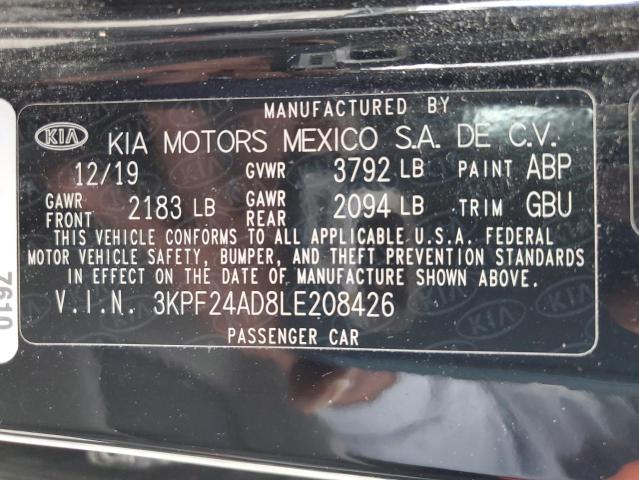 MANUFACTURED BY
KIA KIA MOTORS MEXICO S.A. DE C.V.
12/19 GVWR 3792 LB PAINT ABP
GAWR FRONT 2183 LB GAWR REAR 2094 LB TRIM GBU
THIS VEHICLE CONFORMS TO ALL APPLICABLE U.S.A. FEDERAL
MOTOR VEHICLE SAFETY, BUMPER, AND THEFT PREVENTION STANDARDS
IN EFFECT ON THE DATE OF MANUFACTURE SHOWN ABOVE.
V.I.N. 3KPF24AD8LE208426
PASSENGER CAR
7610